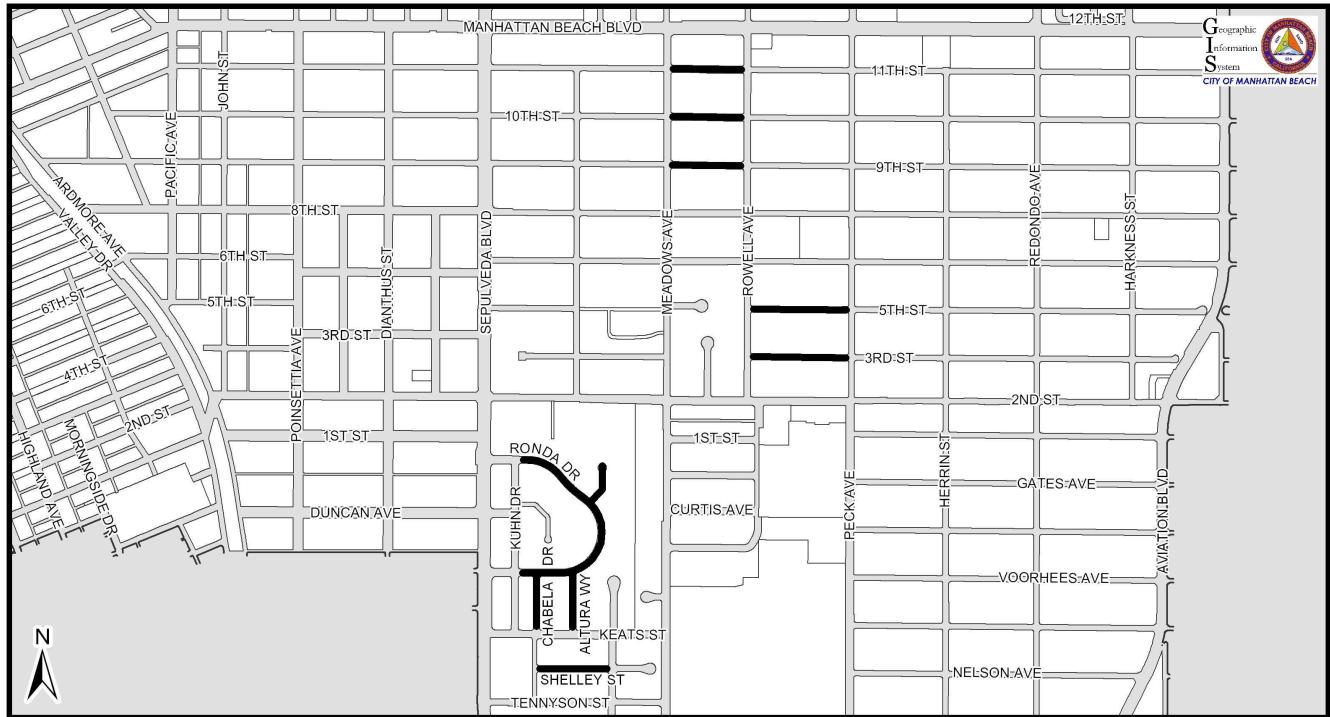 MANHATTAN BEACH BLVD
12TH ST
Geographic
Information
System
CITY OF MANHATTAN BEACH
JOHN ST
11TH ST
10TH ST
PACIFIC AVE
9TH ST
ARDMORE AVE
VALLEY DR
8TH ST
SEPULVEDA BLVD
MEADOWS AVE
ROWELL AVE
REDONDO AVE
HARKNESS ST
6TH ST
DIANTHUS ST
6TH ST
5TH ST
5TH ST
3RD ST
3RD ST
4TH ST
POINSETTIA AVE
2ND ST
2ND ST
1ST ST
1ST ST
HIGHLAND AVE
MORNINGSIDE DR
RONDA DR
HERRIN ST
GATES AVE
KUHN DR
DUNCAN AVE
CURTIS AVE
PECK AVE
AVIATION BLVD
CHABELA DR
ALTURA WY
VOORHEES AVE
KEATS ST
N
SHELLEY ST
NELSON AVE
TENNYSON ST